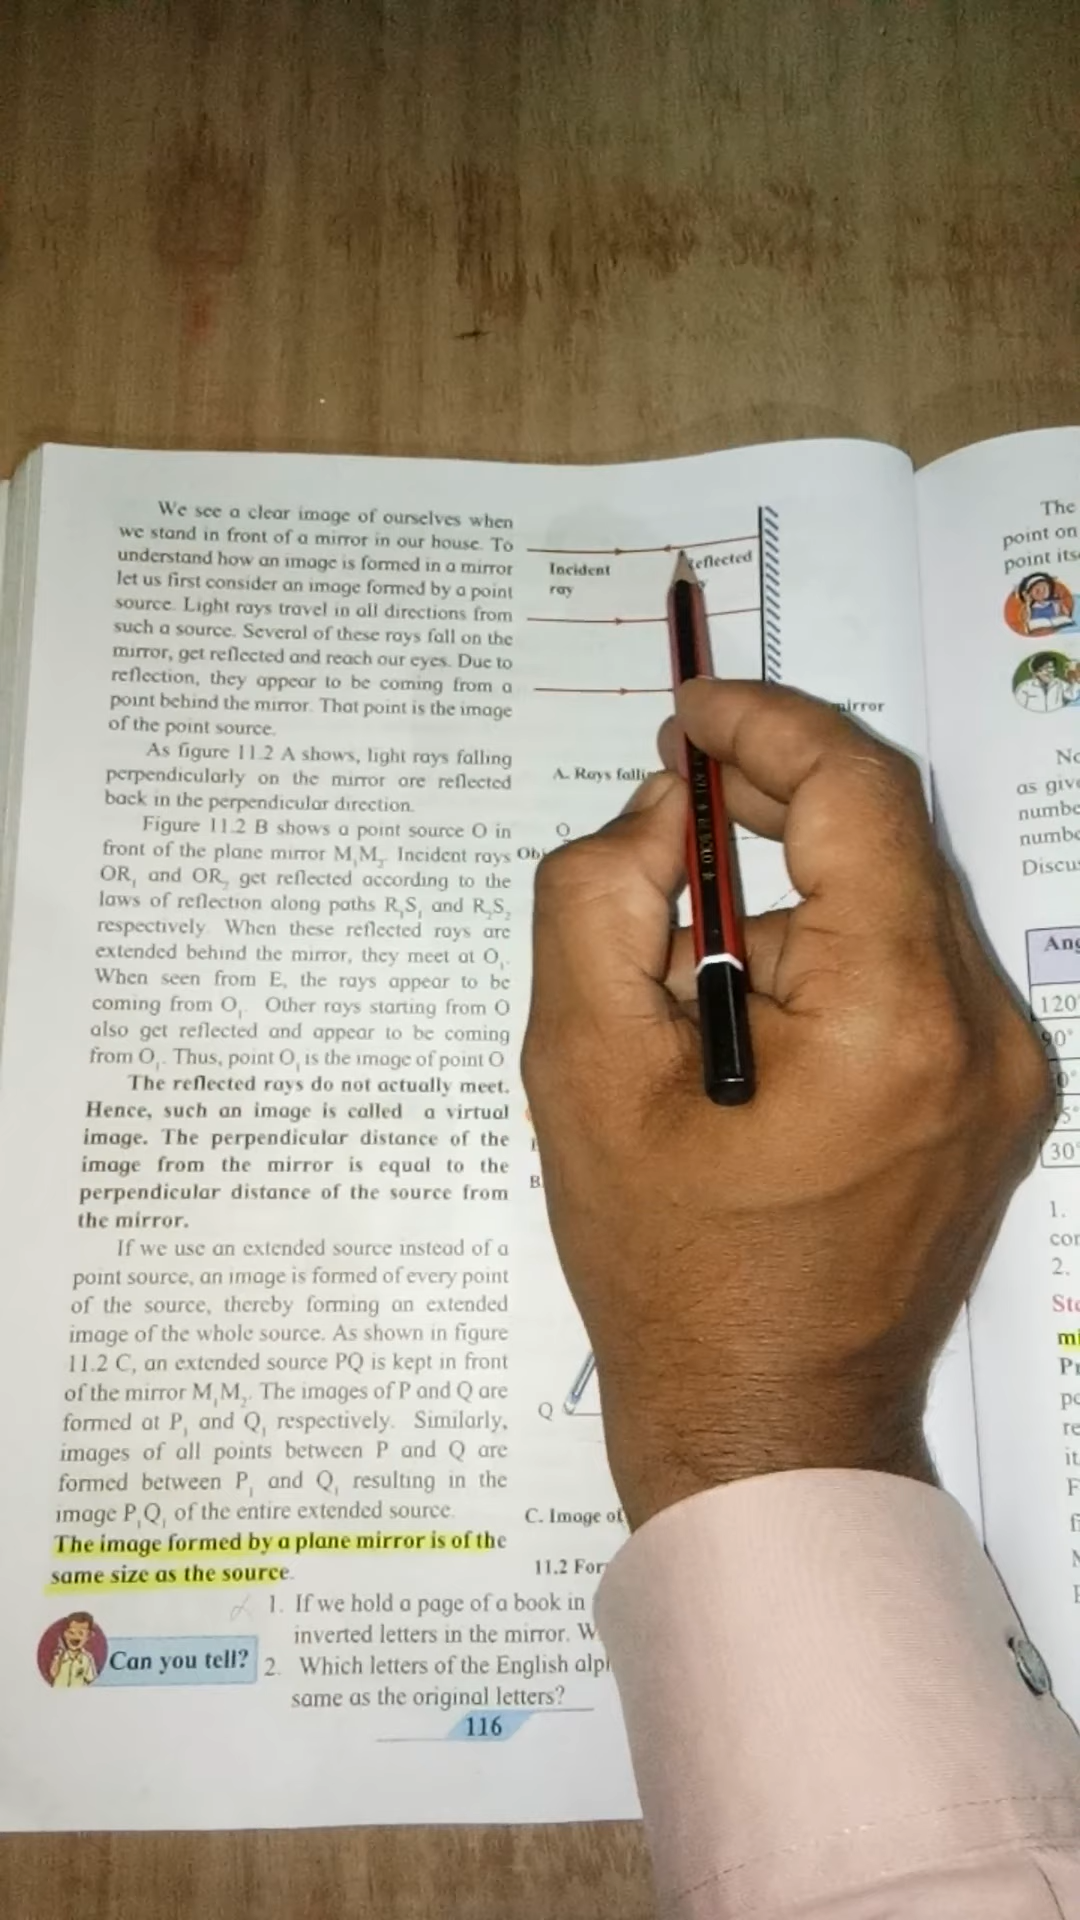 We see a clear image of ourselves when
we stand in front of a mirror in our house. To
understand how an image is formed in a mirror
let us first consider an image formed by a point
source. Light rays travel in all directions from
such a source. Several of these rays fall on the
mirror, get reflected and reach our eyes. Due to
reflection, they appear to be coming from a
point behind the mirror. That point is the image
of the point source.
As figure 11.2 A shows, light rays falling
perpendicularly on the mirror are reflected
back in the perpendicular direction.
Figure 11.2 B shows a point source O in
front of the plane mirror M₁M₂. Incident rays
OR₁ and OR₂ get reflected according to the
laws of reflection along paths R₁S₁ and R₂S₂
respectively. When these reflected rays are
extended behind the mirror, they meet at O₁.
When seen from E, the rays appear to be
coming from O₁. Other rays starting from O
also get reflected and appear to be coming
from O₁. Thus, point O₁ is the image of point O
The reflected rays do not actually meet.
Hence, such an image is called a virtual
image. The perpendicular distance of the
image from the mirror is equal to the
perpendicular distance of the source from
the mirror.
If we use an extended source instead of a
point source, an image is formed of every point
of the source, thereby forming an extended
image of the whole source. As shown in figure
11.2 C, an extended source PQ is kept in front
of the mirror M₁M₂. The images of P and Q are
formed at P₁ and Q₁ respectively. Similarly,
images of all points between P and Q are
formed between P₁ and Q₁ resulting in the
image P₁Q₁ of the entire extended source.
The image formed by a plane mirror is of the
same size as the source.
Can you tell?
1. If we hold a page of a book in
inverted letters in the mirror.
2. Which letters of the English
same as the original letters?
116
Incident
ray
eflected
mirror
A. Rays
O
Q
B.
C. Image of
11.2
The
point on
point
as
Discu
120°
30°
1.
2.